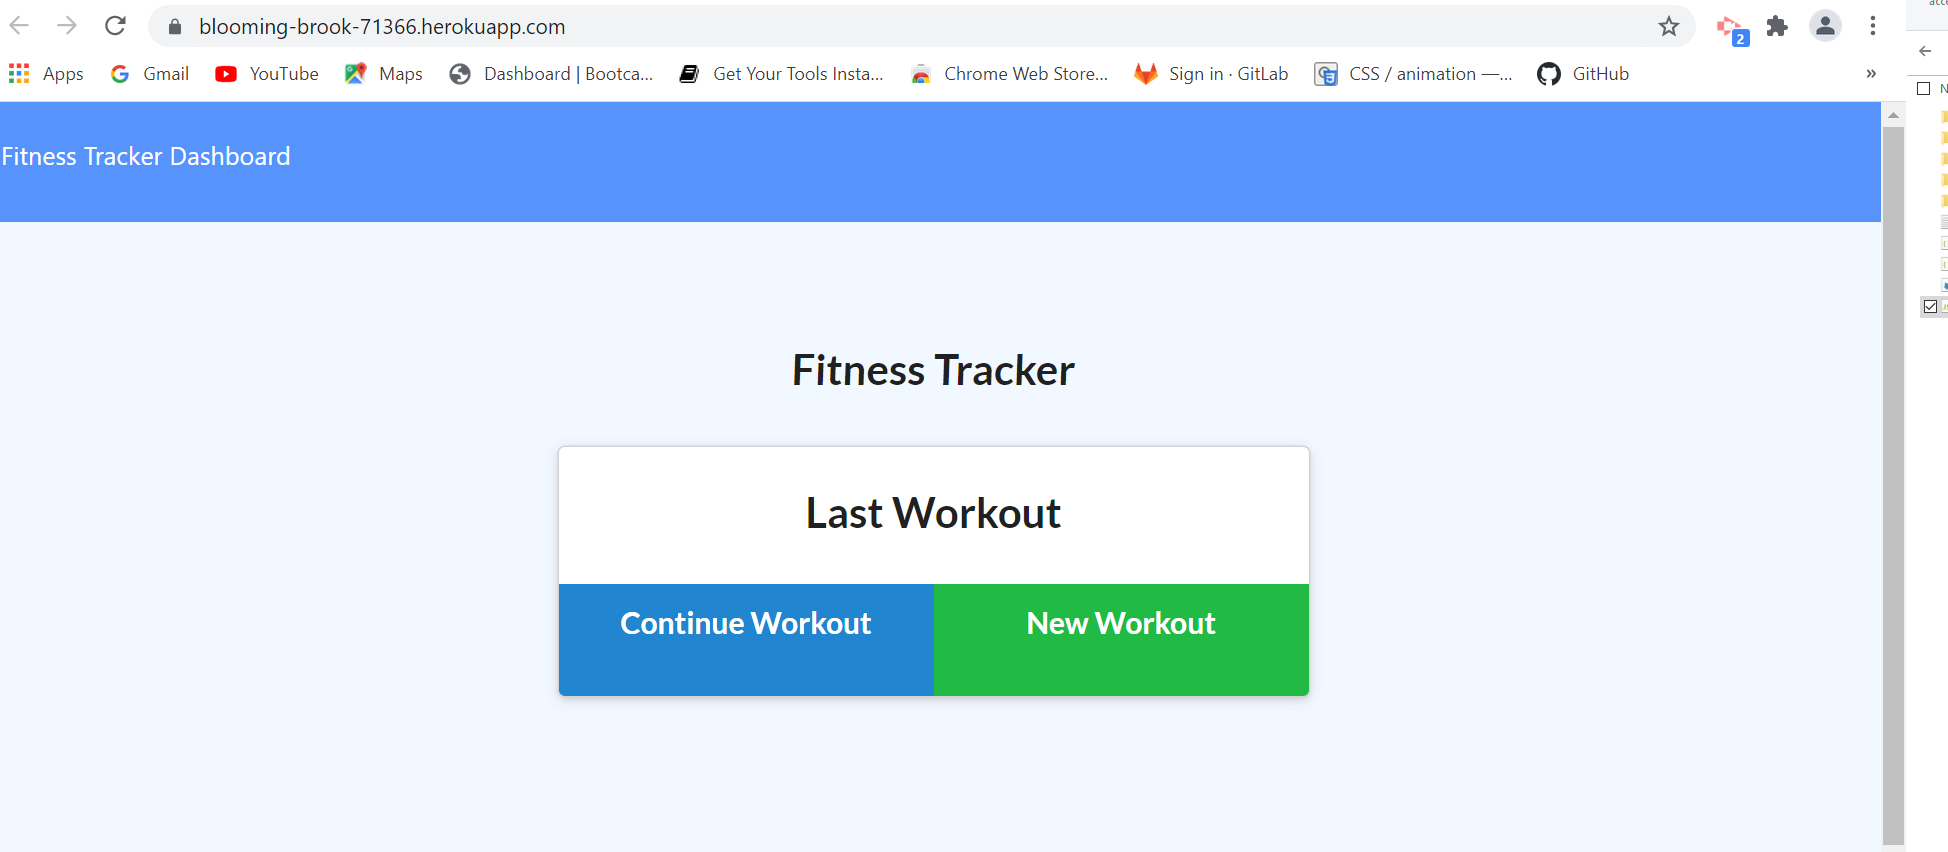 blooming-brook-71366.herokuapp.com
2
Apps Gmail YouTube Maps Dashboard | Bootca... Get Your Tools Insta... Chrome Web Store... Sign in · GitLab CSS / animation —... GitHub »
Fitness Tracker Dashboard
Fitness Tracker
Last Workout
Continue Workout New Workout